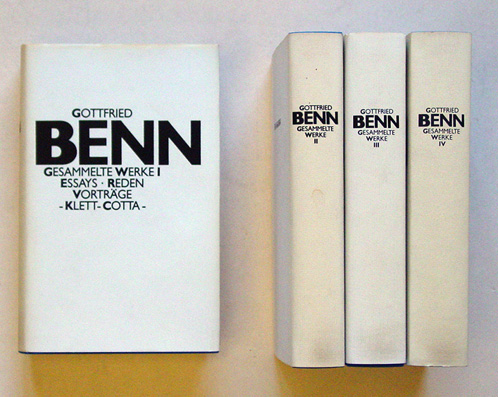 GOTTFRIED
BENN
GESAMMELTE WERKE I
ESSAYS · REDEN
VORTRÄGE
-KLETT-COTTA-
GOTTFRIED
BENN
GESAMMELTE
WERKE
II
GOTTFRIED
BENN
GESAMMELTE
WERKE
III
GOTTFRIED
BENN
GESAMMELTE
WERKE
IV